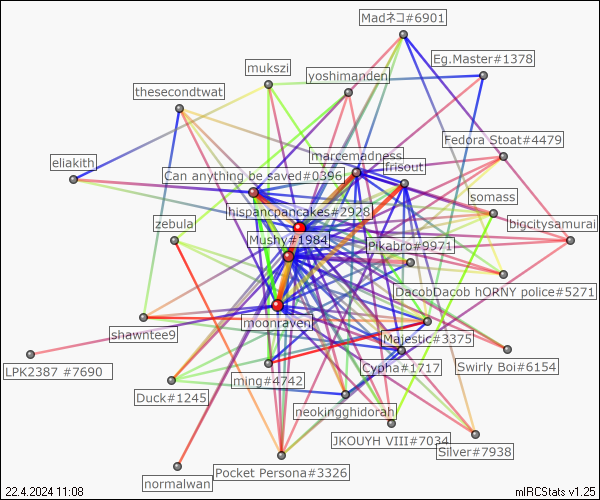 Madネコ#6901
Eg.Master#1378
mukszi
yoshimanden
thesecondtwat
Fedora Stoat#4479
marcemadness
eliakith
frisout
Can anything be saved#0396
somass
hispancpancakes#2928
zebula
bigcitysamurai
Mushy#1984
Pikabro#9971
DacobDacob hORNY police#5271
moonraven
shawntee9
Majestic#3375
LPK2387 #7690
Cypha#1717
Swirly Boi#6154
ming#4742
Duck#1245
neokingghidorah
JKOUYH VIII#7034
Silver#7938
Pocket Persona#3326
normalwan
22.4.2024 11:08
mIRCStats v1.25